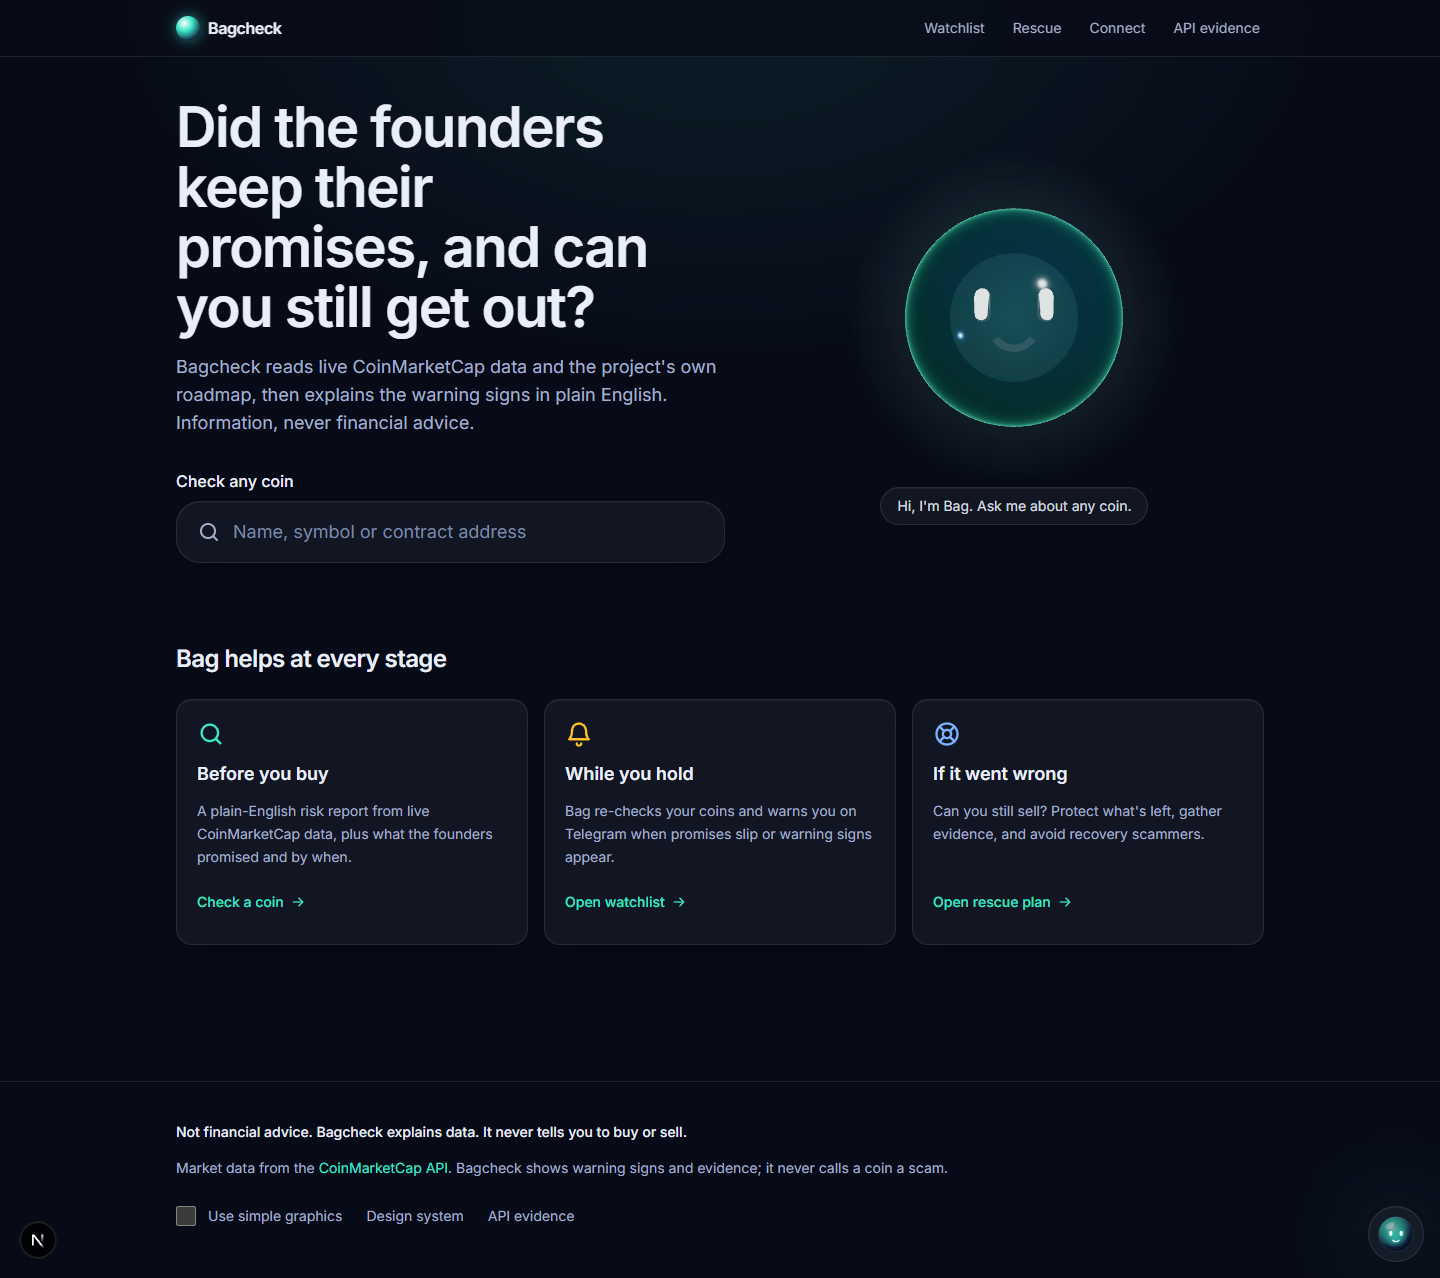 Bagcheck
Watchlist
Rescue
Connect
API evidence
Did the founders
keep their
promises, and can
you still get out?
Bagcheck reads live CoinMarketCap data and the project's own
roadmap, then explains the warning signs in plain English.
Information, never financial advice.
Check any coin
Name, symbol or contract address
Hi, I'm Bag. Ask me about any coin.
Bag helps at every stage
Before you buy
A plain-English risk report from live
CoinMarketCap data, plus what the founders
promised and by when.
Check a coin →
While you hold
Bag re-checks your coins and warns you on
Telegram when promises slip or warning signs
appear.
Open watchlist →
If it went wrong
Can you still sell? Protect what's left, gather
evidence, and avoid recovery scammers.
Open rescue plan →
Not financial advice. Bagcheck explains data. It never tells you to buy or sell.
Market data from the CoinMarketCap API. Bagcheck shows warning signs and evidence; it never calls a coin a scam.
Use simple graphics
Design system
API evidence
N